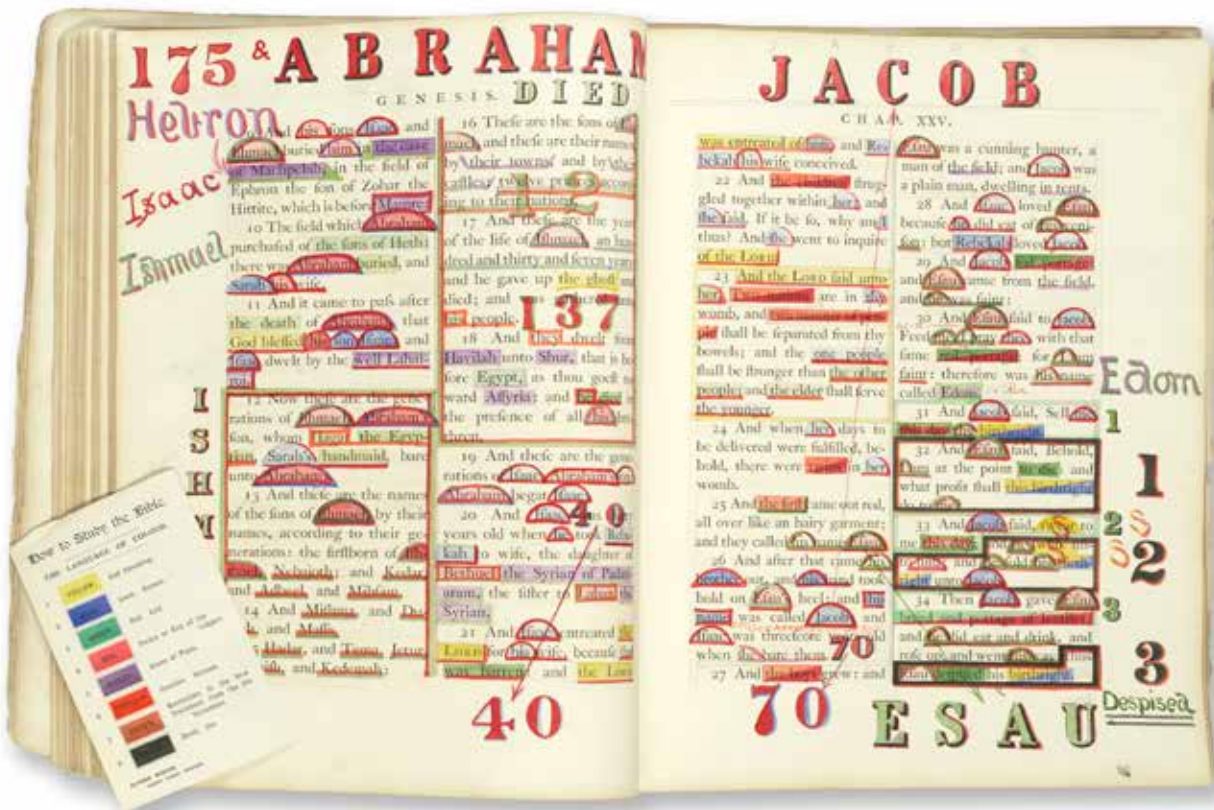 175 & ABRAHAM
GENESIS. DIED
Hebron
Isaac
Ishmael
And his sons Isaac and
Ishmael buried him in the cave
of Machpelah, in the field of
Ephron the son of Zohar the
Hittite, which is before Mamre.
10 The field which Abraham
purchased of the sons of Heth:
there was Abraham buried, and
Sarah his wife.
11 And it came to pass after
the death of Abraham, that
God blessed his son Isaac; and
Isaac dwelt by the well Lahai-
roi.
ISHM
12 Now these are the gene-
rations of Ishmael, Abraham's
son, whom Hagar the Egyp-
tian, Sarah's handmaid, bare
unto Abraham.
13 And these are the names
of the sons of Ishmael, by their
names, according to their ge-
nerations: the firstborn of Ish-
mael, Nebaioth; and Kedar,
and Adbeel, and Mibsam,
14 And Mishma, and Du-
and Massa,
Hadar, and Tema, Jetur,
and Kedemah:
16 These are the sons of
mael, and these are their names
by their towns, and by their
castles; twelve princes accord-
ing to their nations.
12
17 And these are the years
of the life of Ishmael, an hun-
dred and thirty and seven years:
and he gave up the ghost and
died; and was gathered unto
his people.
137
18 And they dwelt from
Havilah unto Shur, that is be-
fore Egypt, as thou goest to-
ward Assyria: and he died in
the presence of all his bre-
thren.
19 And these are the gene-
rations of Isaac, Abraham's son:
Abraham begat Isaac:
20 And Isaac was forty
40
years old when he took Rebe-
kah to wife, the daughter of
Bethuel the Syrian of Padan-
aram, the sister to Laban the
Syrian.
21 And Isaac entreated the
LORD for his wife, because she
was barren: and the LORD
40
JACOB
CHAP. XXV.
was entreated of him, and Re-
bekah his wife conceived.
22 And the children strug-
gled together within her; and
she said, If it be so, why am I
thus? And she went to inquire
of the LORD.
23 And the LORD said unto
her, Two nations are in thy
womb, and two manner of peo-
ple shall be separated from thy
bowels; and the one people
shall be stronger than the other
people; and the elder shall serve
the younger.
24 And when her days to
be delivered were fulfilled, be-
hold, there were twins in her
womb.
25 And the first came out red,
all over like an hairy garment;
and they called his name Esau.
26 And after that came his
brother out, and his hand took
hold on Esau's heel; and his
name was called Jacob: and
Isaac was threescore years old
when she bare them.
70
27 And the boys grew: and
70
Esau was a cunning hunter, a
man of the field; and Jacob was
a plain man, dwelling in tents.
28 And Isaac loved Esau,
because he did eat of his veni-
son: but Rebekah loved Jacob.
29 And Jacob sod pottage:
and Esau came from the field,
and he was faint:
30 And Esau said to Jacob,
Feed me, I pray thee, with that
same red pottage; for I am
faint: therefore was his name
called Edom.
Edom
31 And Jacob said, Sell me
this day thy birthright.
1
32 And Esau said, Behold,
I am at the point to die: and
what profit shall this birthright
do to me?
1
33 And Jacob said, Swear to
me this day; and he sware unto
him: and he sold his birth-
right unto Jacob.
2
2
34 Then Jacob gave Esau
bread and pottage of lentiles;
and he did eat and drink, and
rose up, and went his way: thus
Esau despised his birthright.
3
3
Despised
ESAU
How to Study the Bible.
THE LANGUAGE OF COLOUR.
YELLOW